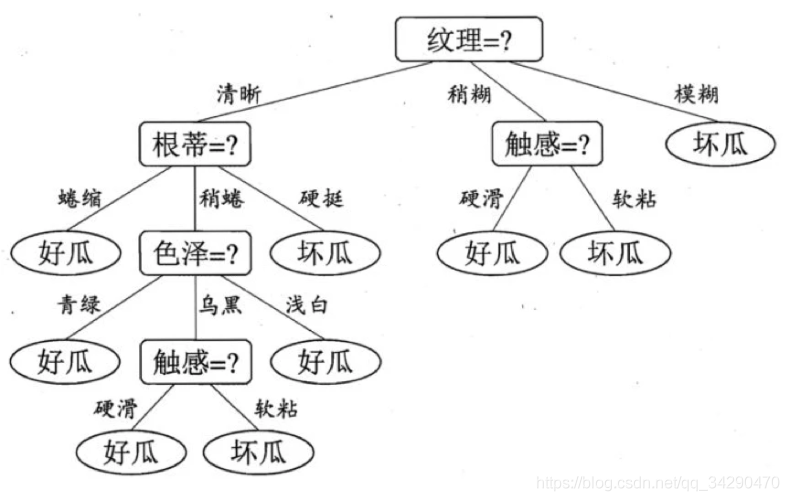 纹理=?
清晰 稍糊 模糊
根蒂=? 触感=? 坏瓜
蜷缩 稍蜷 硬挺 硬滑 软粘
好瓜 色泽=? 坏瓜 好瓜 坏瓜
青绿 乌黑 浅白
好瓜 触感=? 好瓜
硬滑 软粘
好瓜 坏瓜
https://blog.csdn.net/qq_34290470